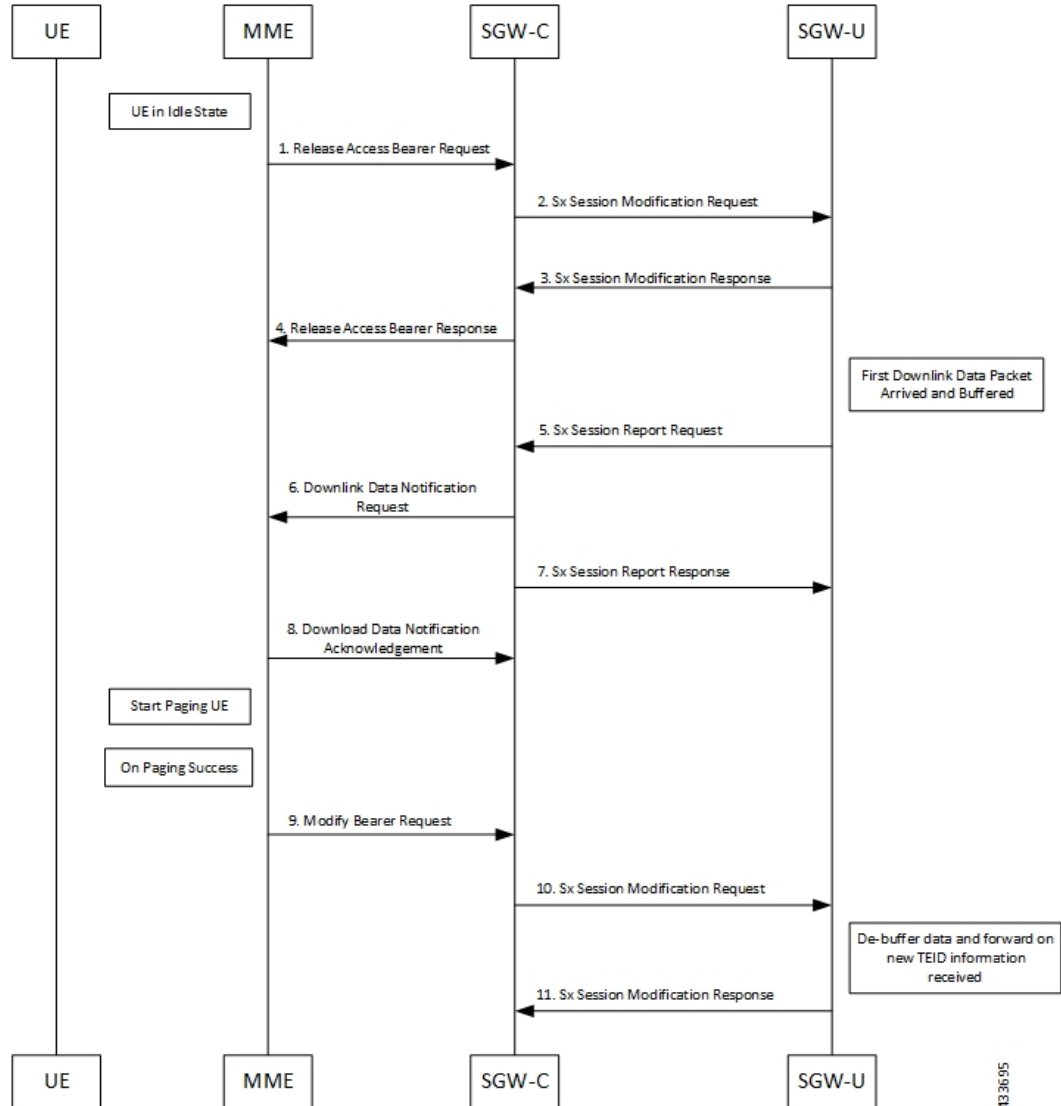 UE
MME
SGW-C
SGW-U
UE in Idle State
1. Release Access Bearer Request
2. Sx Session Modification Request
3. Sx Session Modification Response
4. Release Access Bearer Response
First Downlink Data Packet
Arrived and Buffered
5. Sx Session Report Request
6. Downlink Data Notification
Request
7. Sx Session Report Response
8. Download Data Notification
Acknowledgement
Start Paging UE
On Paging Success
9. Modify Bearer Request
10. Sx Session Modification Request
De-buffer data and forward on
new TEID information
received
11. Sx Session Modification Response
UE
MME
SGW-C
SGW-U
433695